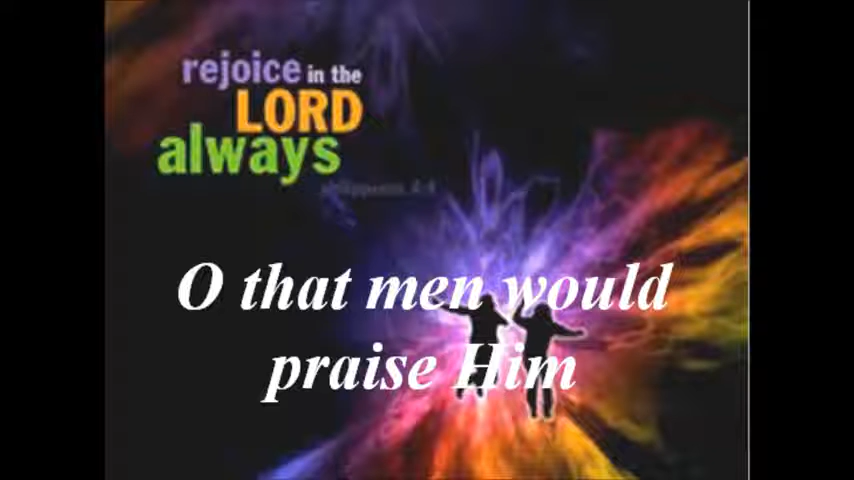 rejoice in the
LORD
always
philippians 4:4
O that men would
praise Him